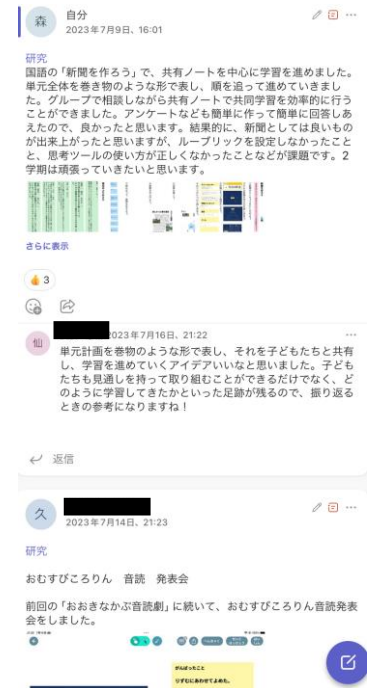 森
自分
2023年7月9日、16:01
研究
国語の「新聞を作ろう」で、共有ノートを中心に学習を進めました。
単元全体を巻き物のような形で表し、順を追って進めていきまし
た。グループで相談しながら共有ノートで共同学習を効率的に行う
ことができました。アンケートなども簡単に作って簡単に回答しあ
えたので、良かったと思います。結果的に、新聞としては良いもの
が出来上がったと思いますが、ルーブリックを設定しなかったこと
と、思考ツールの使い方が正しくなかったことなどが課題です。2
学期は頑張っていきたいと思います。
さらに表示
3
仙
023年7月16日、21:22
単元計画を巻物のような形で表し、それを子どもたちと共有
し、学習を進めていくアイデアいいなと思いました。子ども
たちも見通しを持って取り組むことができるだけでなく、ど
のように学習してきたかといった足跡が残るので、振り返る
ときの参考になりますね!
返信
久
2023年7月14日、21:23
研究
おむすびころりん 音読 発表会
前回の「おおきなかぶ音読劇」に続いて、おむすびころりん音読発表
会をしました。
がんばったこと